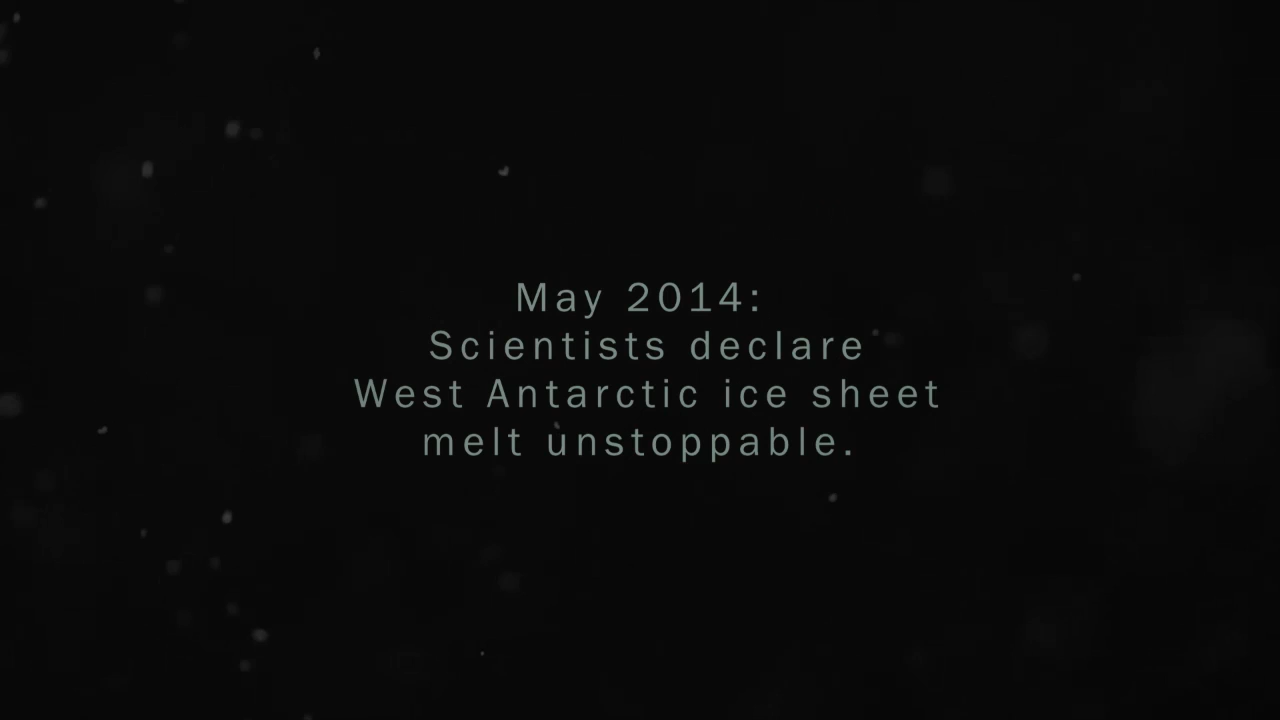 May 2014:
Scientists declare
West Antarctic ice sheet
melt unstoppable.